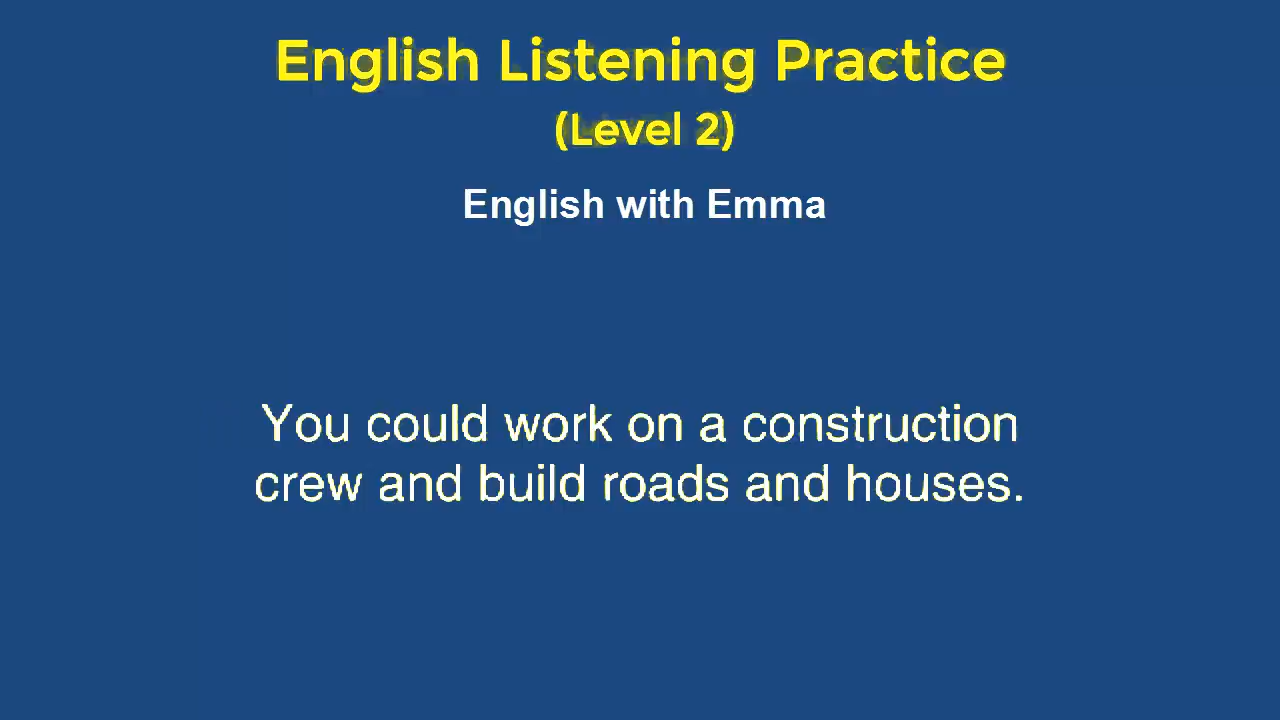 English Listening Practice
(Level 2)
English with Emma
You could work on a construction
crew and build roads and houses.